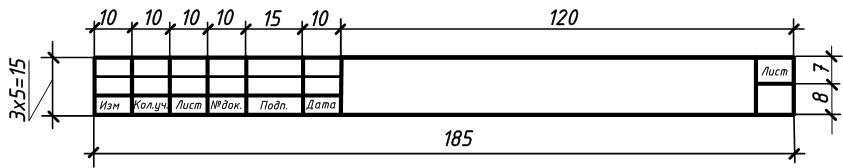 10 10 10 10 15 10 120
3x5=15
Лист 7
Изм Кол.уч. Лист №док. Подп. Дата 8
185